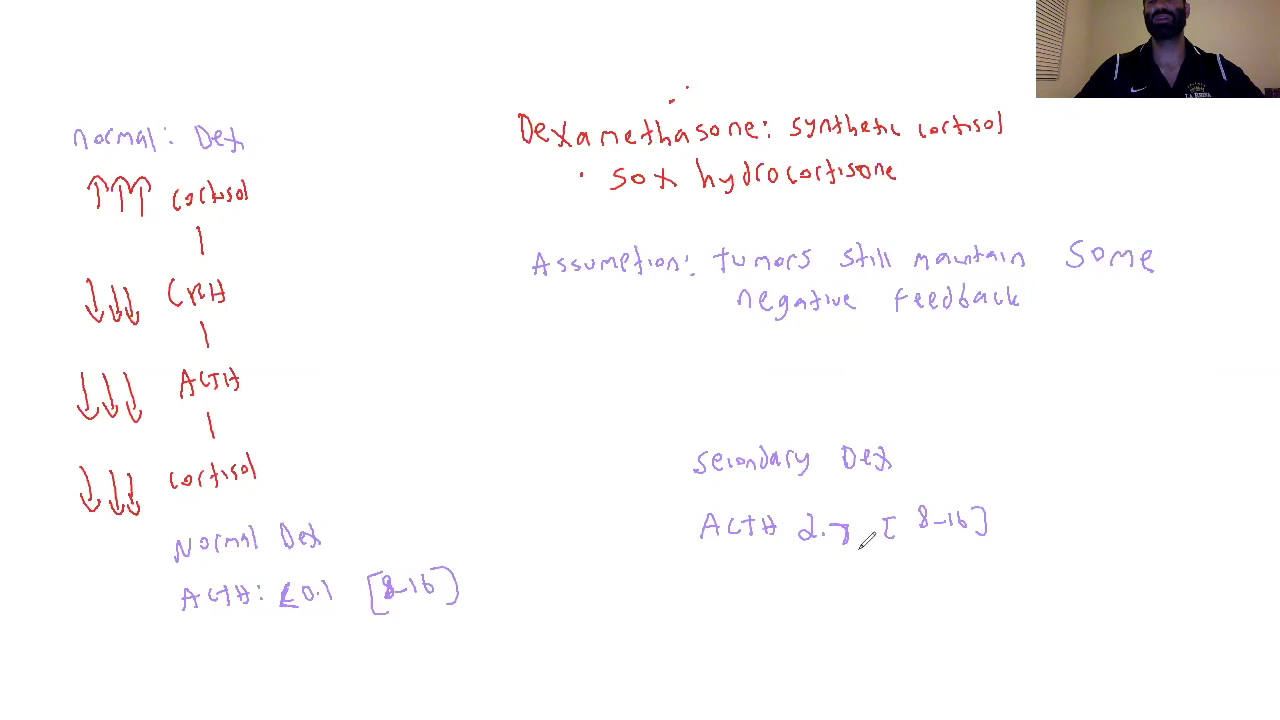 normal: Dex
↑↑↑ cortisol
↓↓↓ CRH
↓↓↓ ACTH
↓↓↓ cortisol
Normal Dex
ACTH: <0.1 [8-16]
Dexamethasone: synthetic cortisol
• 50x hydrocortisone
Assumption: tumors still maintain some
negative feedback
Secondary Dex
ACTH 2.7 [8-16]